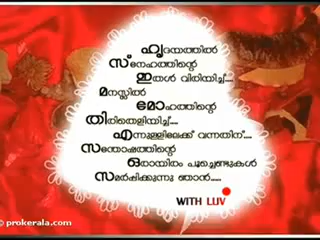 ഹൃദയത്തിൽ
സ്നേഹത്തിന്റെ
ഇതൾ വിരിയിച്ച്....
മനസ്സിൽ
മോഹത്തിന്റെ
തിരിതെളിയിച്ച്....
എന്നുള്ളിലേക്ക് വന്നതിന്....
സന്തോഷത്തിന്റെ
ഒരായിരം പൂച്ചെണ്ടുകൾ
സമർപ്പിക്കുന്നു ഞാൻ......
WITH LUV
© prokerala.com